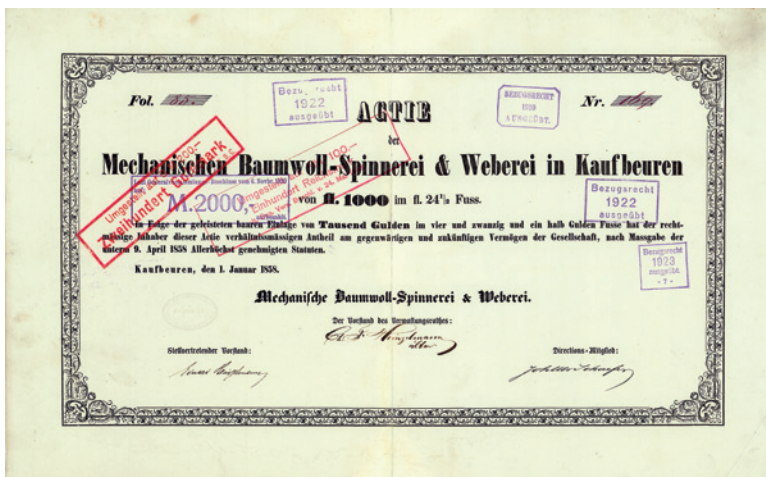 Fol.
Bezugsrecht
1922
ausgeübt
ACTIE
BEZUGSRECHT
AUSGEÜBT.
Nr.
der
Mechanischen Baumwoll-Spinnerei & Weberei in Kaufbeuren
Zweihundert Goldmark
M.2000,-
von fl. 1000 im fl. 24½ Fuss.
Bezugsrecht
1922
ausgeübt
In Folge der geleisteten baaren Einlage von Tausend Gulden im vier und zwanzig und ein halb Gulden Fusse hat der recht-
mässige Inhaber dieser Actie verhältnissmässigen Antheil am gegenwärtigen und zukünftigen Vermögen der Gesellschaft, nach Massgabe der
unterm 9. April 1858 Allerhöchst genehmigten Statuten.
Bezugsrecht
1923
ausgeübt.
Kaufbeuren, den 1. Januar 1858.
Mechanische Baumwoll-Spinnerei & Weberei.
Der Vorstand des Verwaltungsrathes:
Stellvertretender Vorstand:
Directions-Mitglied: